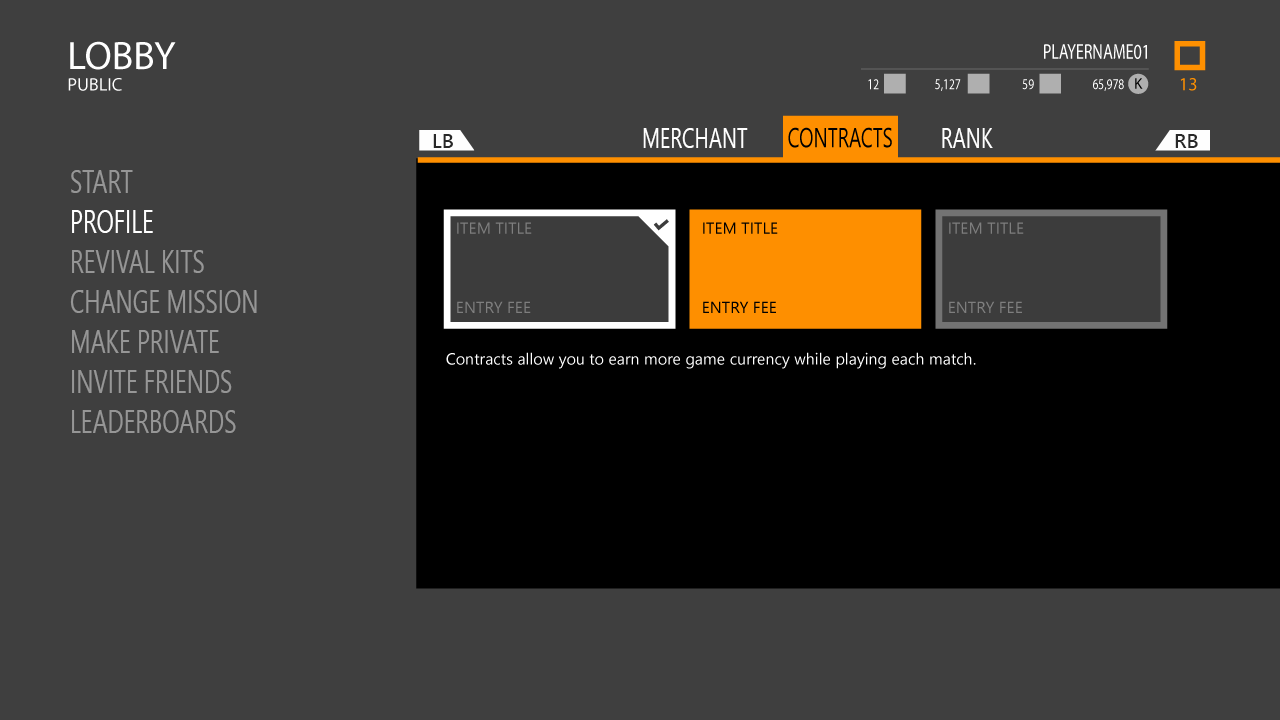 LOBBY
PUBLIC
PLAYERNAME01
12 5,127 59 65,978 K
13
LB MERCHANT CONTRACTS RANK RB
START
PROFILE
REVIVAL KITS
CHANGE MISSION
MAKE PRIVATE
INVITE FRIENDS
LEADERBOARDS
ITEM TITLE ITEM TITLE ITEM TITLE
ENTRY FEE ENTRY FEE ENTRY FEE
Contracts allow you to earn more game currency while playing each match.